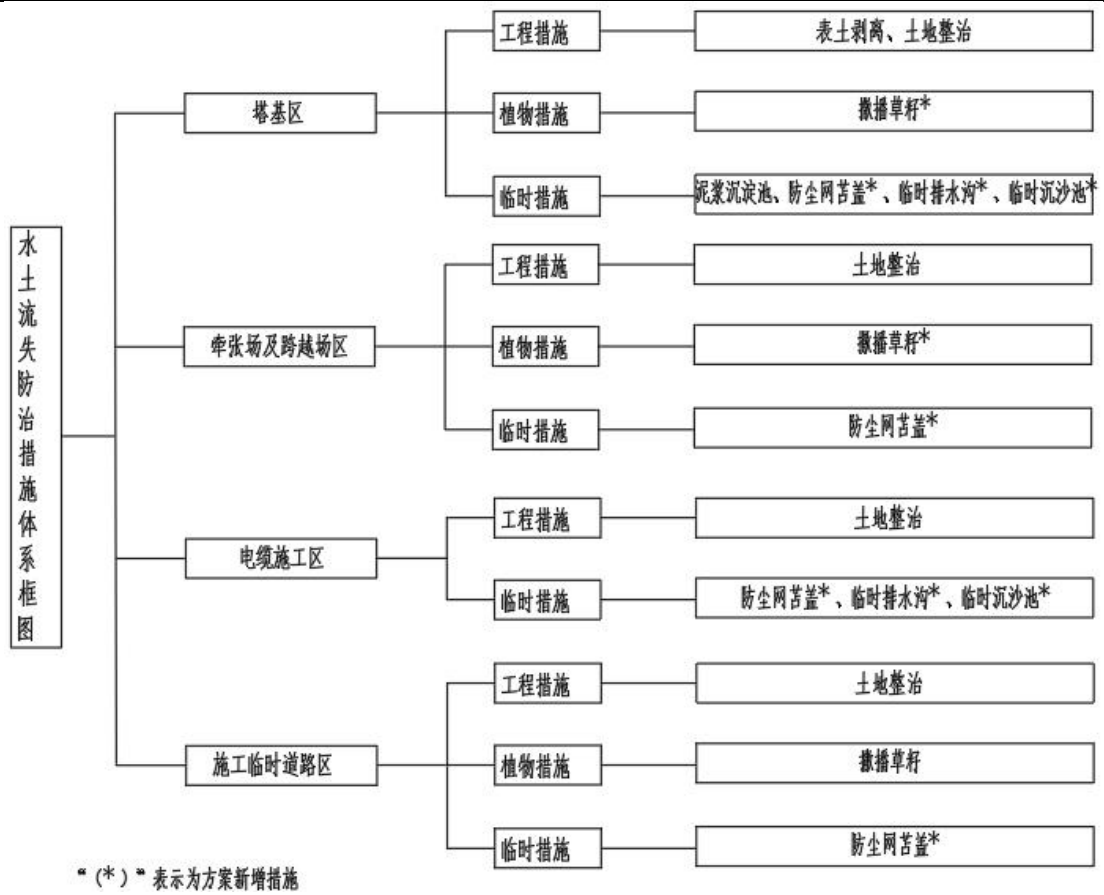 水土流失防治措施体系框图
塔基区
工程措施
表土剥离、土地整治
植物措施
撒播草籽*
临时措施
泥浆沉淀池、防尘网苫盖*、临时排水沟*、临时沉沙池*
牵张场及跨越场区
工程措施
土地整治
植物措施
撒播草籽*
临时措施
防尘网苫盖*
电缆施工区
工程措施
土地整治
临时措施
防尘网苫盖*、临时排水沟*、临时沉沙池*
施工临时道路区
工程措施
土地整治
植物措施
撒播草籽
临时措施
防尘网苫盖*
“(*)”表示为方案新增措施